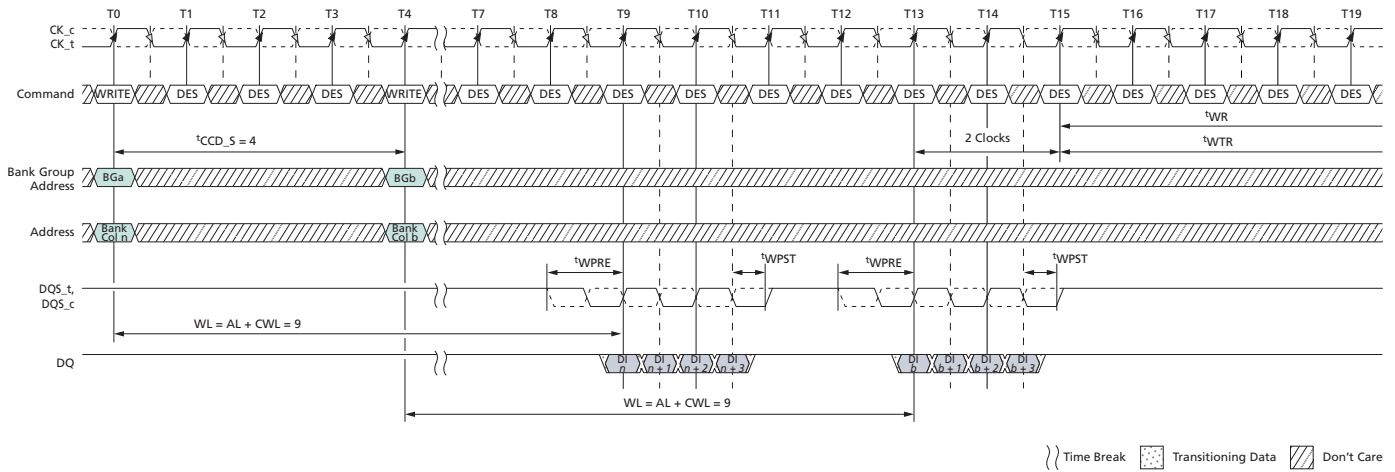 T0 T1 T2 T3 T4 T7 T8 T9 T10 T11 T12 T13 T14 T15 T16 T17 T18 T19
CK_c
CK_t
Command WRITE DES DES DES WRITE DES DES DES DES DES DES DES DES DES DES DES DES DES
tWR
tCCD_S = 4 2 Clocks tWTR
Bank Group
Address BGa BGb
Address Bank Col n Bank Col b
tWPRE tWPST tWPRE tWPST
DQS_t,
DQS_c
WL = AL + CWL = 9
DQ DI n DI n + 1 DI n + 2 DI n + 3 DI b DI b + 1 DI b + 2 DI b + 3
WL = AL + CWL = 9
Time Break Transitioning Data Don't Care